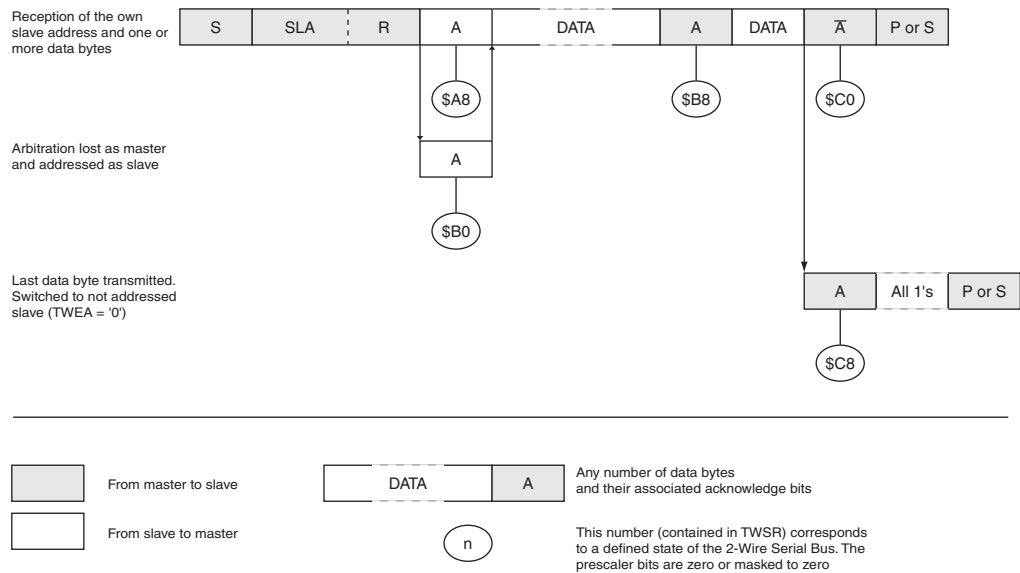 Reception of the own
slave address and one or
more data bytes
S SLA R A DATA A DATA A̅ P or S
$A8 $B8 $C0
Arbitration lost as master
and addressed as slave
A
$B0
Last data byte transmitted.
Switched to not addressed
slave (TWEA = '0')
A All 1's P or S
$C8
From master to slave
DATA A
Any number of data bytes
and their associated acknowledge bits
From slave to master
n
This number (contained in TWSR) corresponds
to a defined state of the 2-Wire Serial Bus. The
prescaler bits are zero or masked to zero